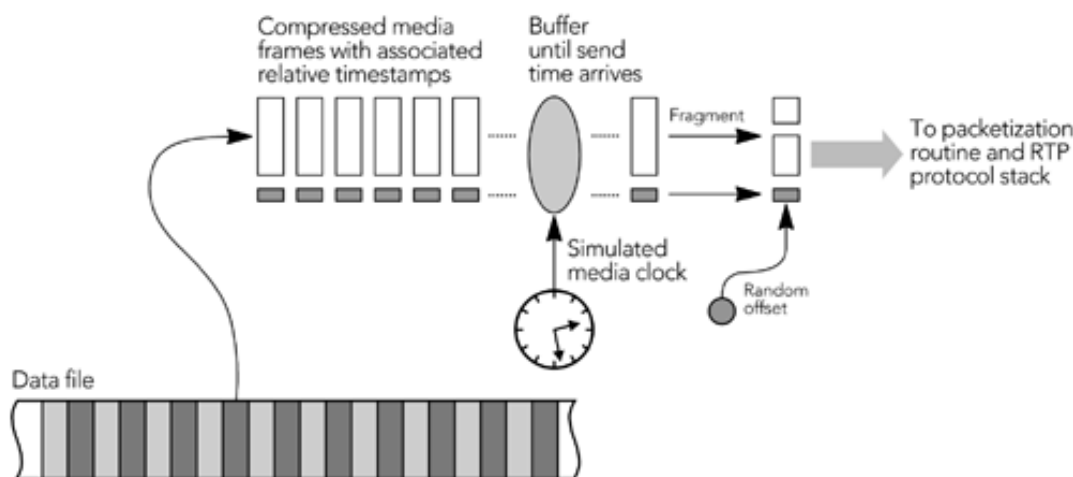 Compressed media
frames with associated
relative timestamps
Buffer
until send
time arrives
Fragment
To packetization
routine and RTP
protocol stack
Simulated
media clock
Random
offset
Data file